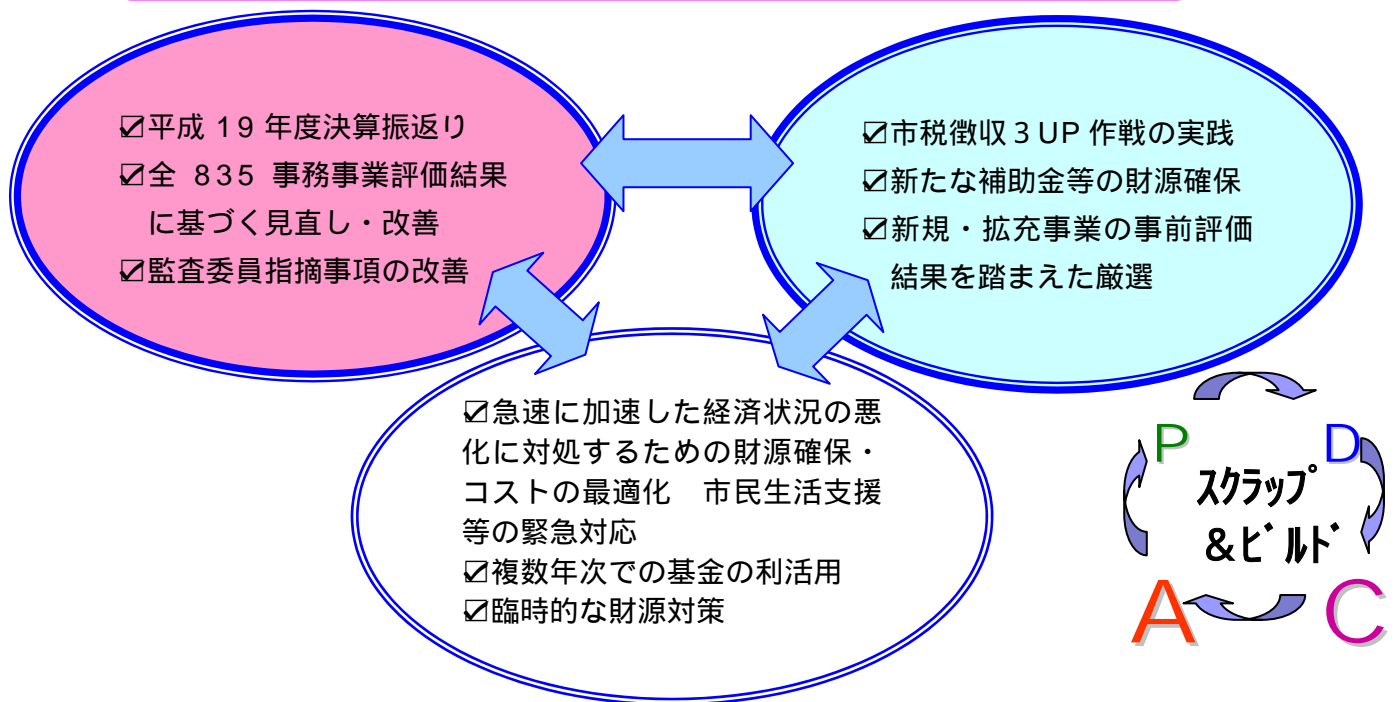 ☑平成 19 年度決算振返り
☑全 835 事務事業評価結果
に基づく見直し・改善
☑監査委員指摘事項の改善
☑市税徴収3UP 作戦の実践
☑新たな補助金等の財源確保
☑新規・拡充事業の事前評価
結果を踏まえた厳選
☑急速に加速した経済状況の悪
化に対処するための財源確保・
コストの最適化 市民生活支援
等の緊急対応
☑複数年次での基金の利活用
☑臨時的な財源対策
P D
スクラップ
&ビルド
A C